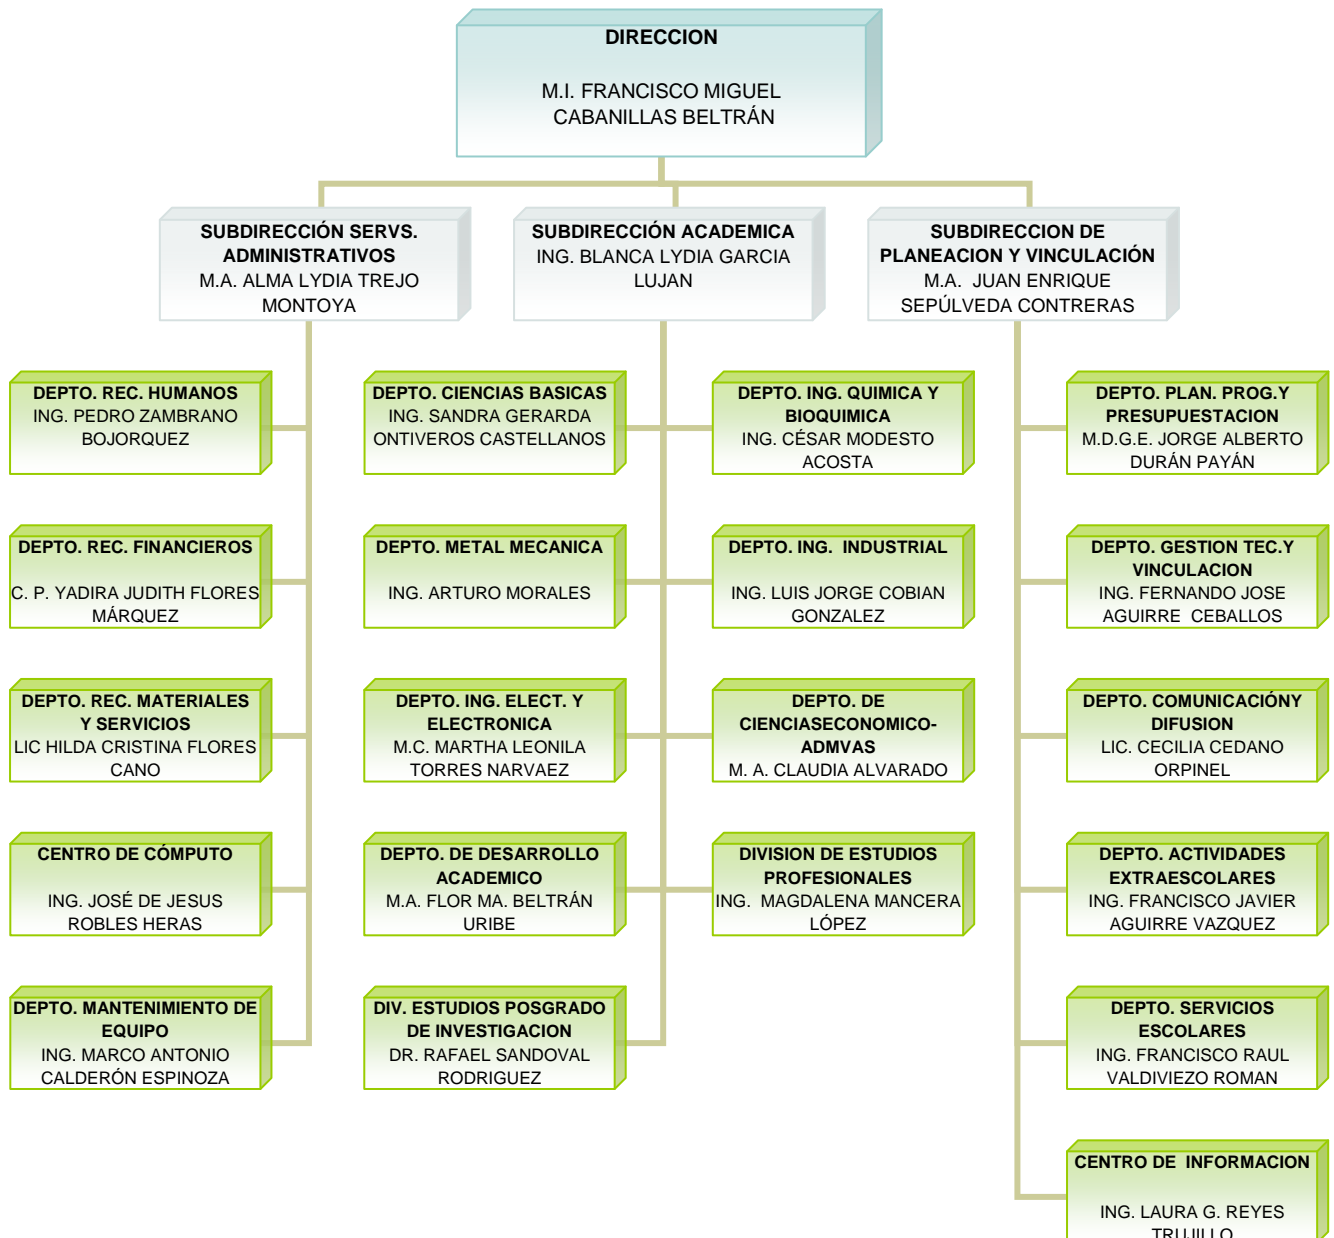 DIRECCION
M.I. FRANCISCO MIGUEL
CABANILLAS BELTRÁN
SUBDIRECCIÓN SERVS.
ADMINISTRATIVOS
M.A. ALMA LYDIA TREJO
MONTOYA
SUBDIRECCIÓN ACADEMICA
ING. BLANCA LYDIA GARCIA
LUJAN
SUBDIRECCION DE
PLANEACION Y VINCULACIÓN
M.A. JUAN ENRIQUE
SEPÚLVEDA CONTRERAS
DEPTO. REC. HUMANOS
ING. PEDRO ZAMBRANO
BOJORQUEZ
DEPTO. CIENCIAS BASICAS
ING. SANDRA GERARDA
ONTIVEROS CASTELLANOS
DEPTO. ING. QUIMICA Y
BIOQUIMICA
ING. CÉSAR MODESTO
ACOSTA
DEPTO. PLAN. PROG.Y
PRESUPUESTACION
M.D.G.E. JORGE ALBERTO
DURÁN PAYÁN
DEPTO. REC. FINANCIEROS
C. P. YADIRA JUDITH FLORES
MÁRQUEZ
DEPTO. METAL MECANICA
ING. ARTURO MORALES
DEPTO. ING. INDUSTRIAL
ING. LUIS JORGE COBIAN
GONZALEZ
DEPTO. GESTION TEC.Y
VINCULACION
ING. FERNANDO JOSE
AGUIRRE CEBALLOS
DEPTO. REC. MATERIALES
Y SERVICIOS
LIC HILDA CRISTINA FLORES
CANO
DEPTO. ING. ELECT. Y
ELECTRONICA
M.C. MARTHA LEONILA
TORRES NARVAEZ
DEPTO. DE
CIENCIASECONOMICO-
ADMVAS
M. A. CLAUDIA ALVARADO
DEPTO. COMUNICACIÓNY
DIFUSION
LIC. CECILIA CEDANO
ORPINEL
CENTRO DE CÓMPUTO
ING. JOSÉ DE JESUS
ROBLES HERAS
DEPTO. DE DESARROLLO
ACADEMICO
M.A. FLOR MA. BELTRÁN
URIBE
DIVISION DE ESTUDIOS
PROFESIONALES
ING. MAGDALENA MANCERA
LÓPEZ
DEPTO. ACTIVIDADES
EXTRAESCOLARES
ING. FRANCISCO JAVIER
AGUIRRE VAZQUEZ
DEPTO. MANTENIMIENTO DE
EQUIPO
ING. MARCO ANTONIO
CALDERÓN ESPINOZA
DIV. ESTUDIOS POSGRADO
DE INVESTIGACION
DR. RAFAEL SANDOVAL
RODRIGUEZ
DEPTO. SERVICIOS
ESCOLARES
ING. FRANCISCO RAUL
VALDIVIEZO ROMAN
CENTRO DE INFORMACION
ING. LAURA G. REYES
TRUJILLO